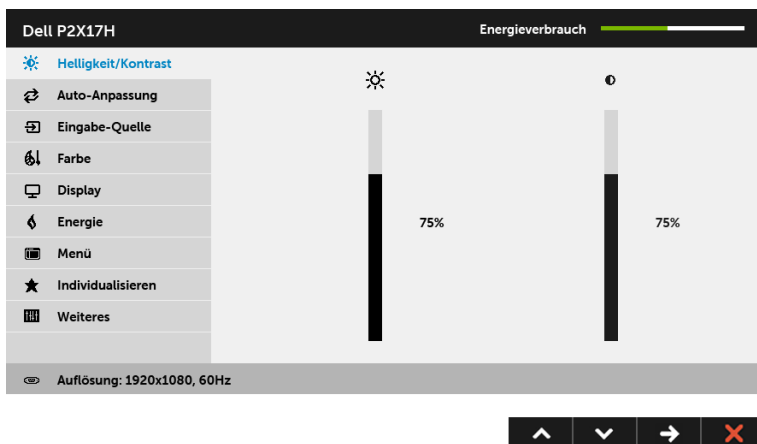 Dell P2X17H
Energieverbrauch
Helligkeit/Kontrast
Auto-Anpassung
Eingabe-Quelle
Farbe
Display
Energie
Menü
Individualisieren
Weiteres
75%
75%
Auflösung: 1920x1080, 60Hz